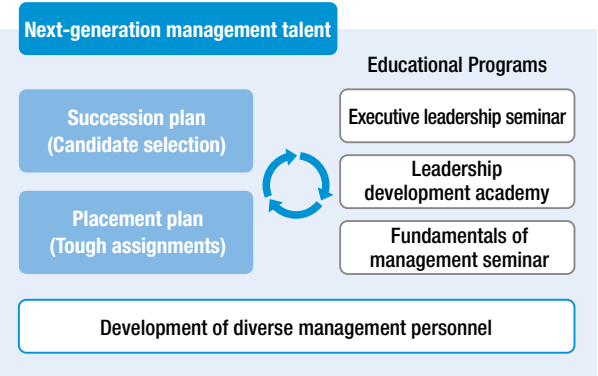 Next-generation management talent
Succession plan
(Candidate selection)
Placement plan
(Tough assignments)
Educational Programs
Executive leadership seminar
Leadership
development academy
Fundamentals of
management seminar
Development of diverse management personnel